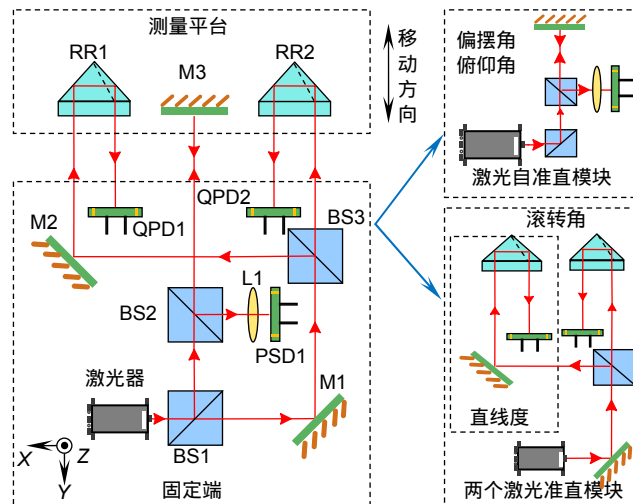 测量平台
RR1
M3
RR2
移动方向
M2
QPD1
QPD2
BS3
BS2
L1
PSD1
激光器
M1
BS1
X
Z
Y
固定端
偏摆角
俯仰角
激光自准直模块
滚转角
直线度
两个激光准直模块